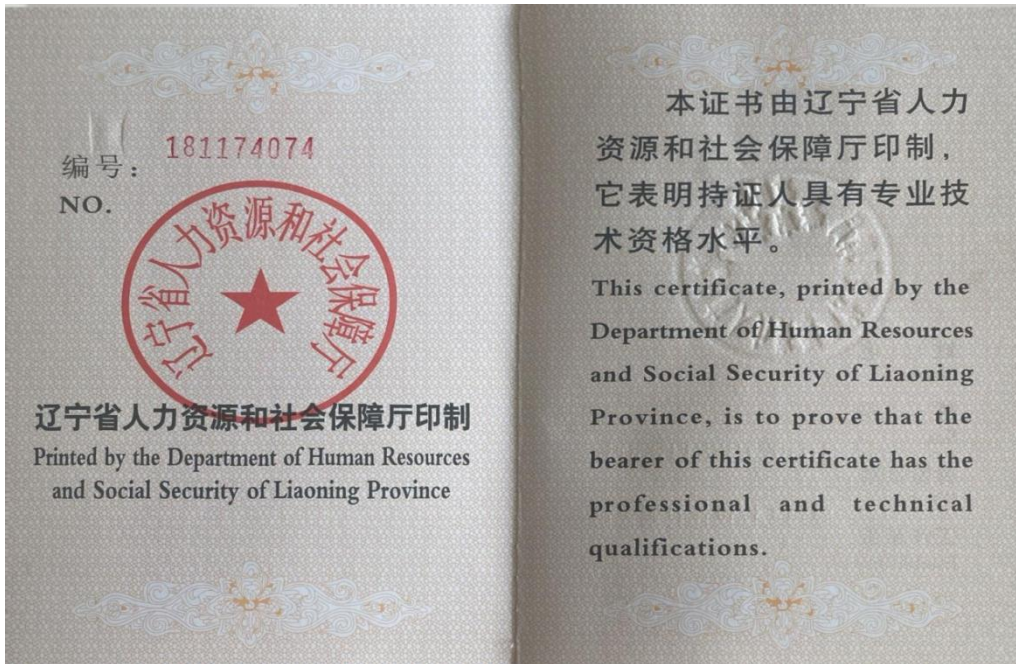 编号：
181174074
NO.
辽宁省人力资源和社会保障厅
辽宁省人力资源和社会保障厅印制
Printed by the Department of Human Resources
and Social Security of Liaoning Province
本证书由辽宁省人力
资源和社会保障厅印制，
它表明持证人具有专业技
术资格水平。
This certificate, printed by the
Department of Human Resources
and Social Security of Liaoning
Province, is to prove that the
bearer of this certificate has the
professional and technical
qualifications.